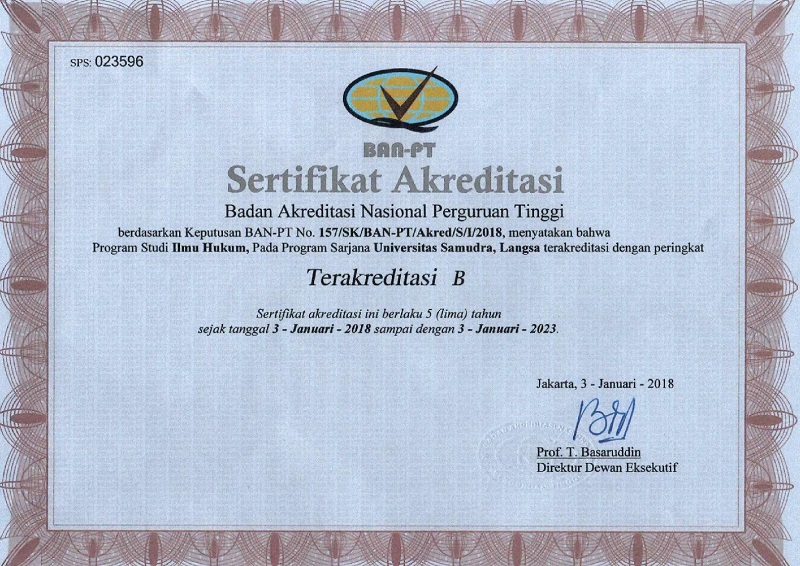 SPS: 023596
BAN-PT
Sertifikat Akreditasi
Badan Akreditasi Nasional Perguruan Tinggi
berdasarkan Keputusan BAN-PT No. 157/SK/BAN-PT/Akred/S/I/2018, menyatakan bahwa
Program Studi Ilmu Hukum, Pada Program Sarjana Universitas Samudra, Langsa terakreditasi dengan peringkat
Terakreditasi B
Sertifikat akreditasi ini berlaku 5 (lima) tahun
sejak tanggal 3 - Januari - 2018 sampai dengan 3 - Januari - 2023.
Jakarta, 3 - Januari - 2018
Prof. T. Basaruddin
Direktur Dewan Eksekutif